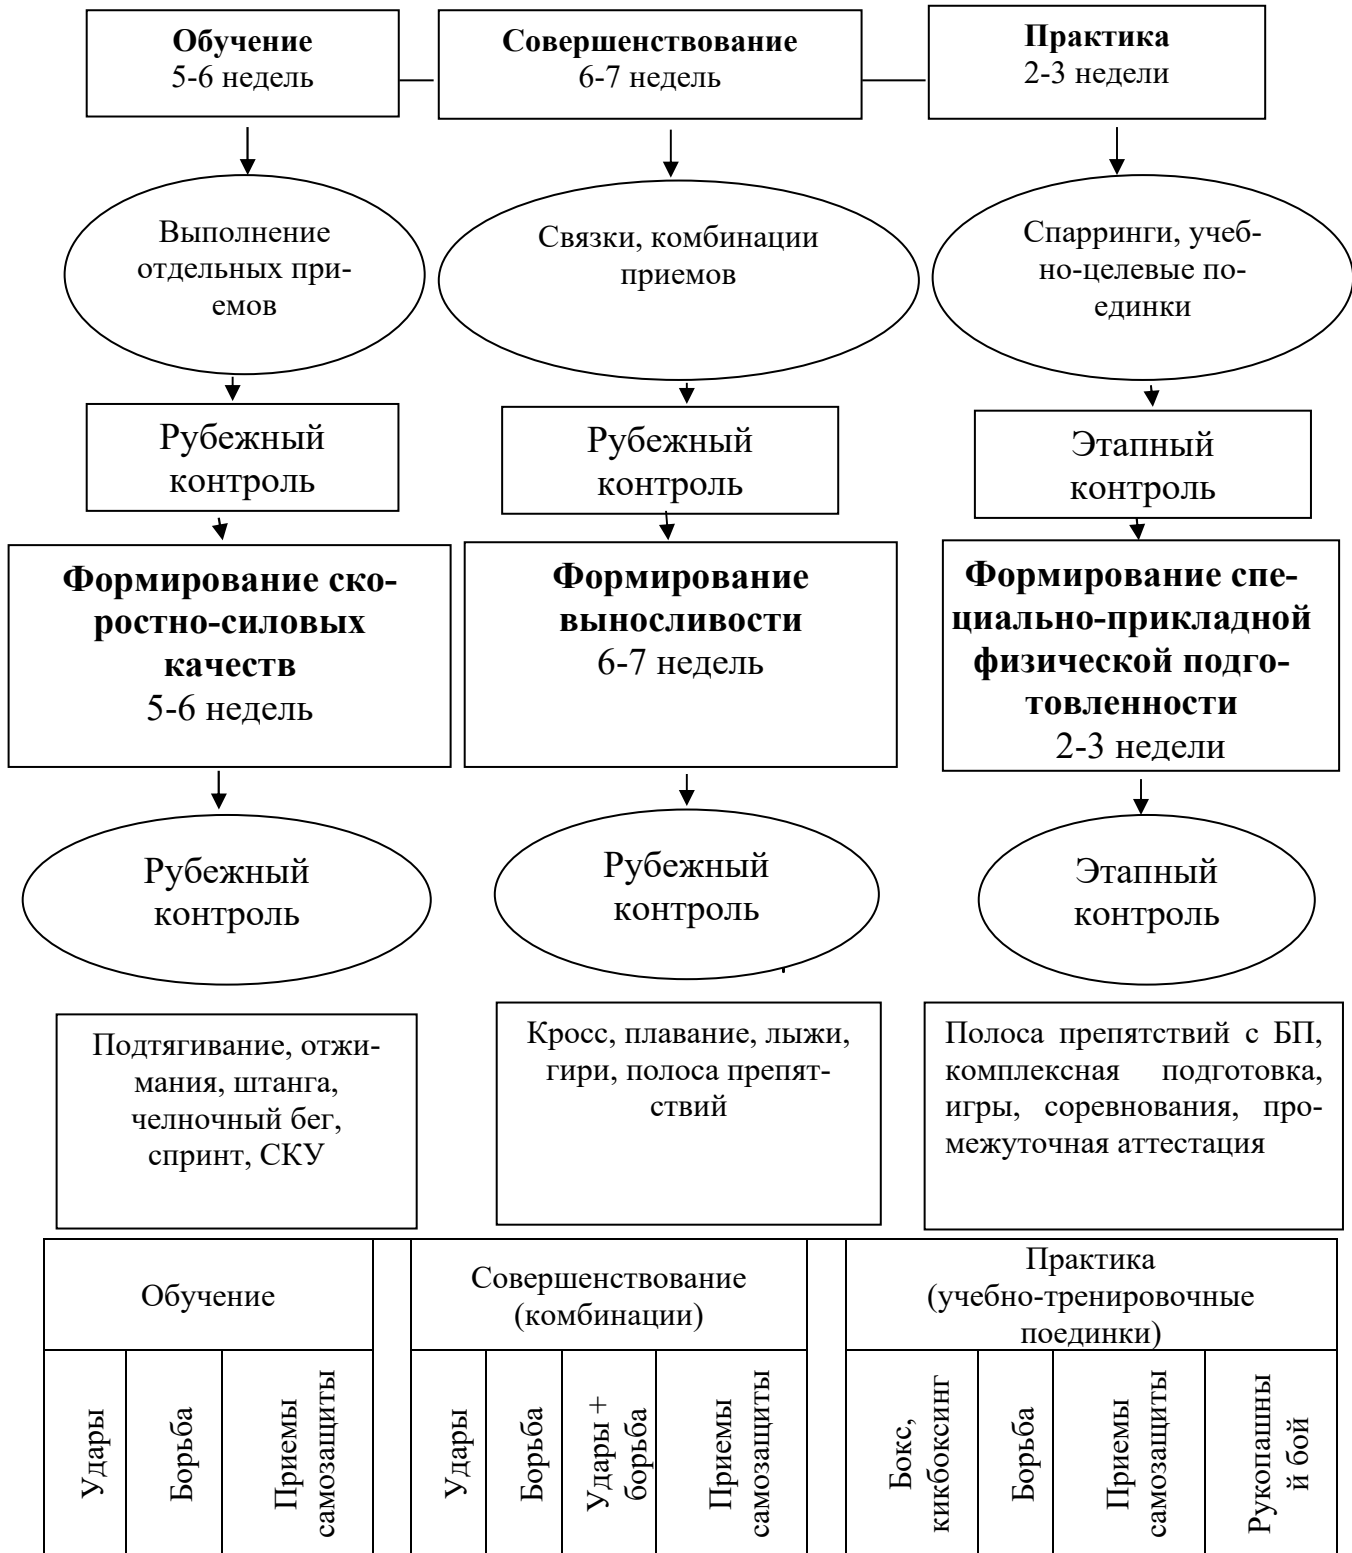 Обучение
5-6 недель
Совершенствование
6-7 недель
Практика
2-3 недели
Выполнение
отдельных при-
емов
Связки, комбинации
приемов
Спарринги, учеб-
но-целевые по-
единки
Рубежный
контроль
Рубежный
контроль
Этапный
контроль
Формирование ско-
ростно-силовых
качеств
5-6 недель
Формирование
выносливости
6-7 недель
Формирование спе-
циально-прикладной
физической подго-
товленности
2-3 недели
Рубежный
контроль
Рубежный
контроль
Этапный
контроль
Подтягивание, отжи-
мания, штанга,
челночный бег,
спринт, СКУ
Кросс, плавание, лыжи,
гири, полоса препят-
ствий
Полоса препятствий с БП,
комплексная подготовка,
игры, соревнования, про-
межуточная аттестация
Обучение
Совершенствование
(комбинации)
Практика
(учебно-тренировочные
поединки)
Удары
Борьба
Приемы
самозащиты
Удары
Борьба
Удары +
борьба
Приемы
самозащиты
Бокс,
кикбоксинг
Борьба
Приемы
самозащиты
Рукопашны
й бой